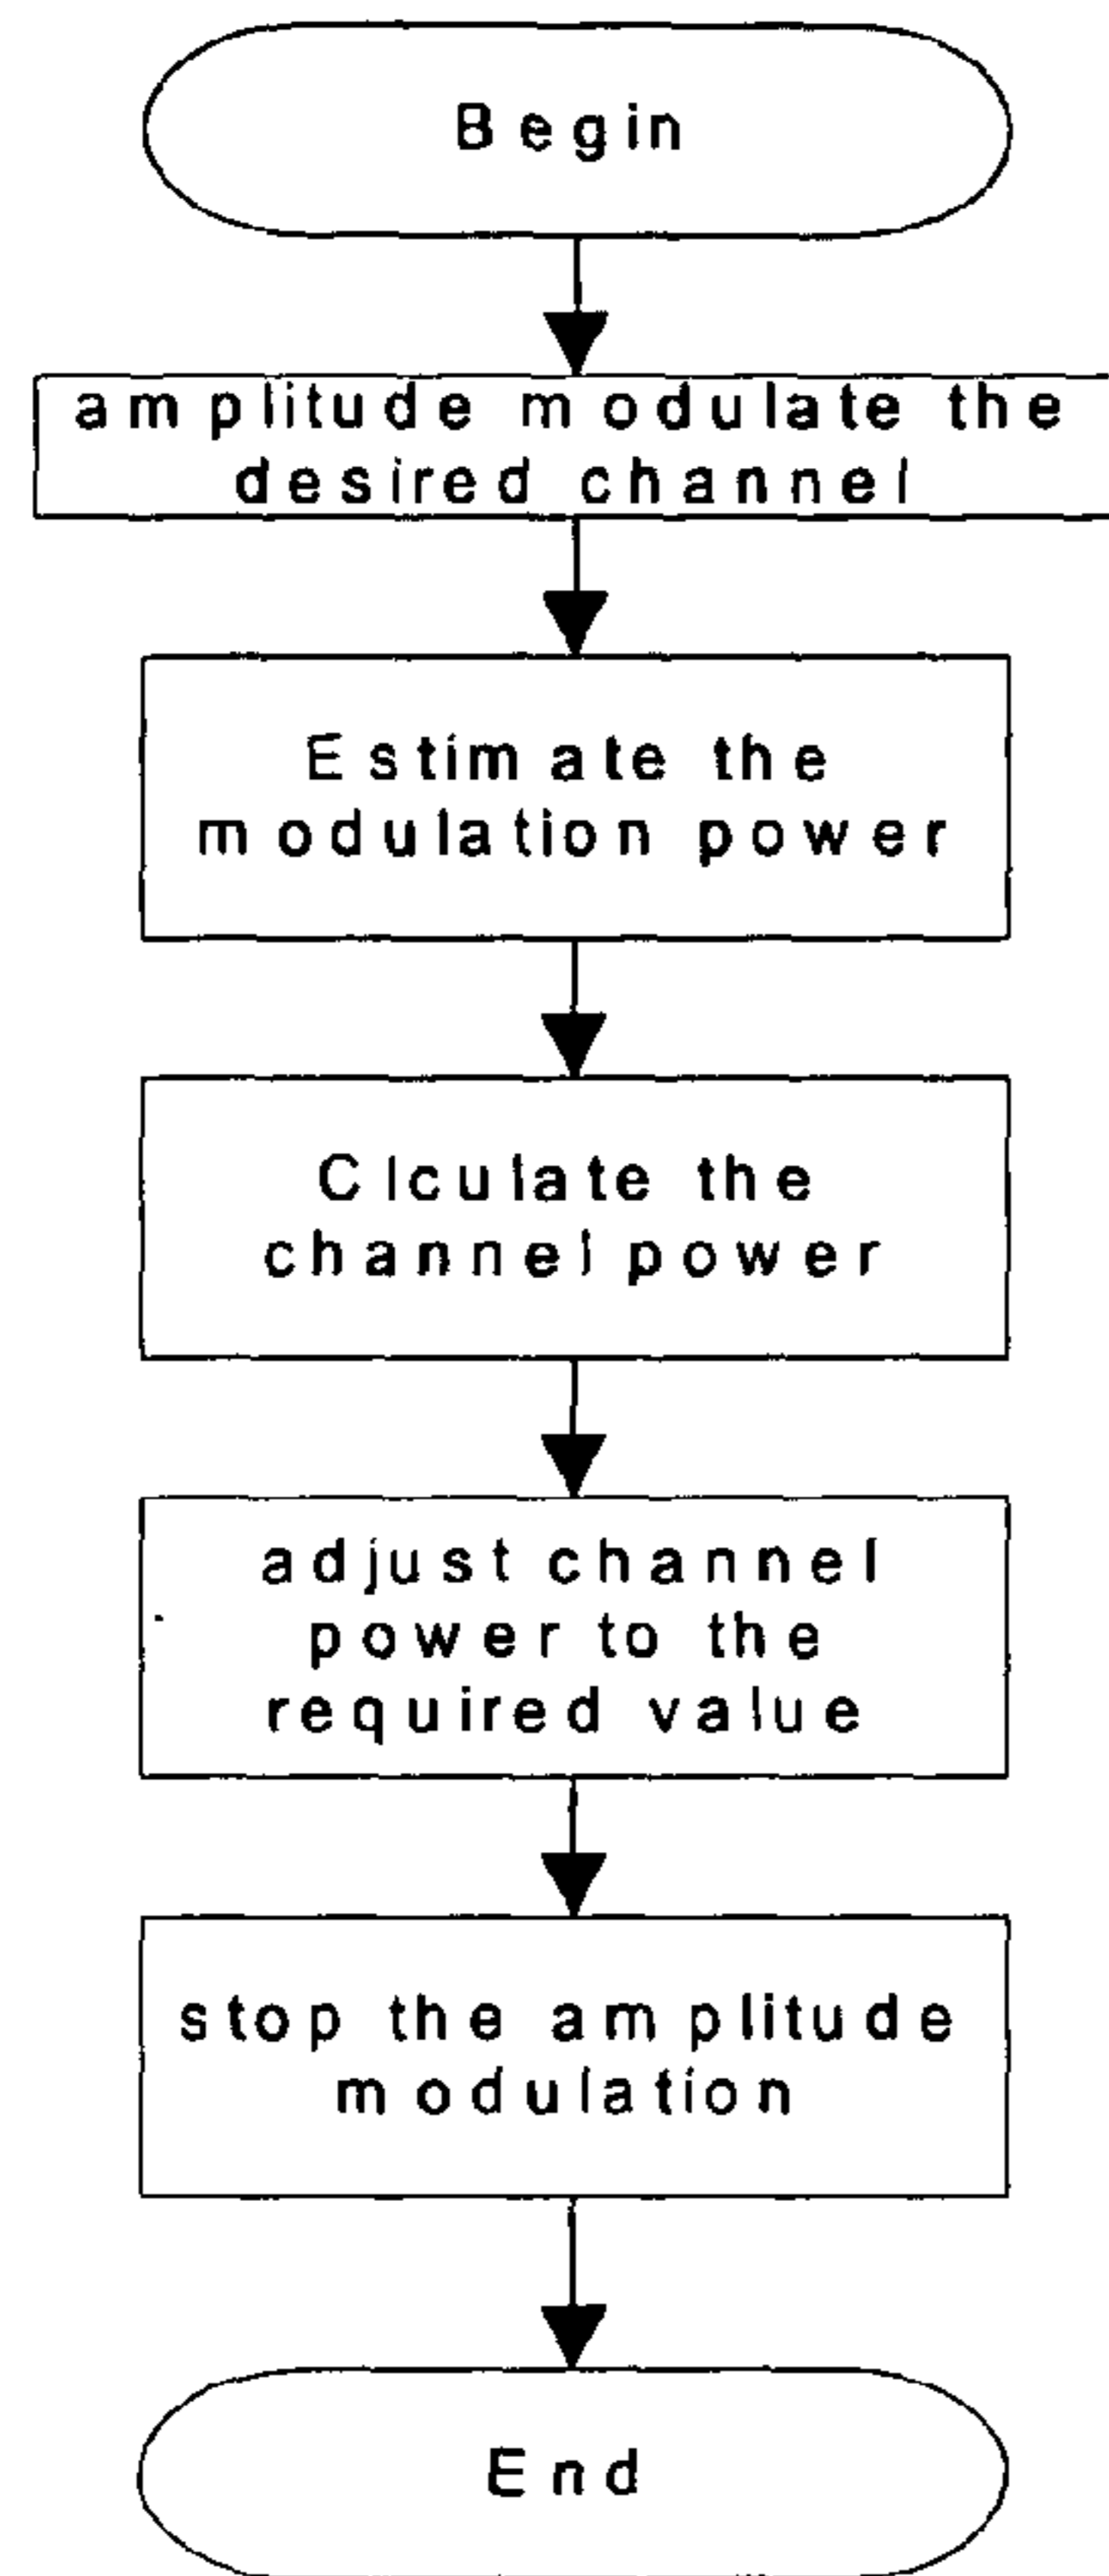 Begin
amplitude modulate the
desired channel
Estimate the
modulation power
Clculate the
channel power
adjust channel
power to the
required value
stop the amplitude
modulation
End